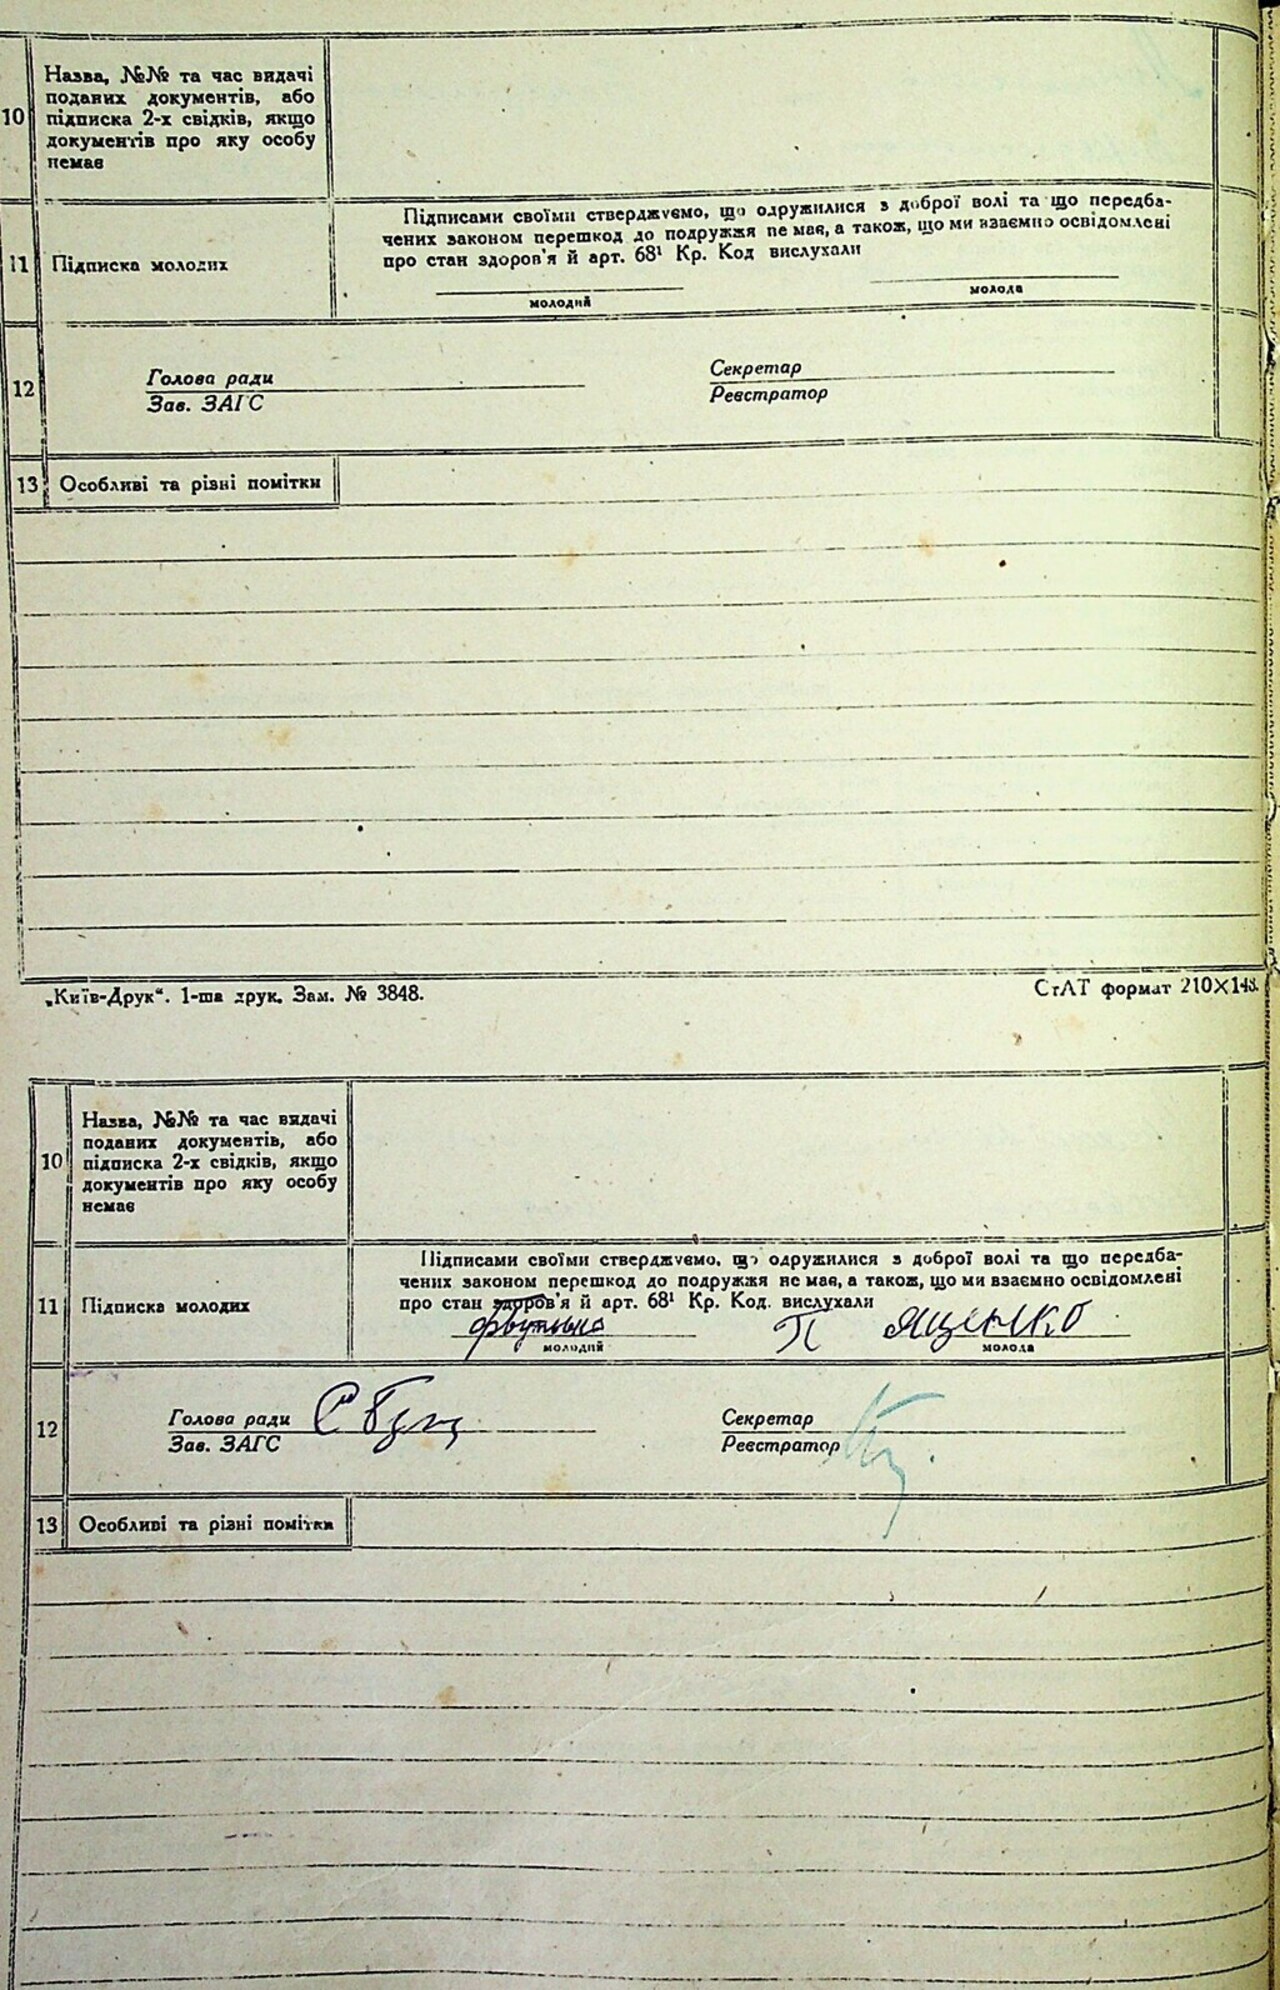 10
Назва, №№ та час видачі
поданих документів, або
підписка 2-х свідків, якщо
документів про яку особу
немає
11
Підписка молодих
Підписами своїми стверджуємо, що одружилися з доброї волі та що передба-
чених законом перешкод до подружжя не має, а також, що ми взаємно освідомлені
про стан здоров'я й арт. 68¹ Кр. Код вислухали
молодий
молода
12
Голова ради
Зав. ЗАГС
Секретар
Реєстратор
13
Особливі та різні помітки
„Київ-Друк“. 1-ша друк. Зам. № 3848.
СтАТ формат 210×148.
10
Назва, №№ та час видачі
поданих документів, або
підписка 2-х свідків, якщо
документів про яку особу
немає
11
Підписка молодих
Підписами своїми стверджуємо, що одружилися з доброї волі та що передба-
чених законом перешкод до подружжя не має, а також, що ми взаємно освідомлені
про стан здоров'я й арт. 68¹ Кр. Код. вислухали
П Яценко
молодий
молода
12
Голова ради
Зав. ЗАГС
Секретар
Реєстратор
13
Особливі та різні помітки